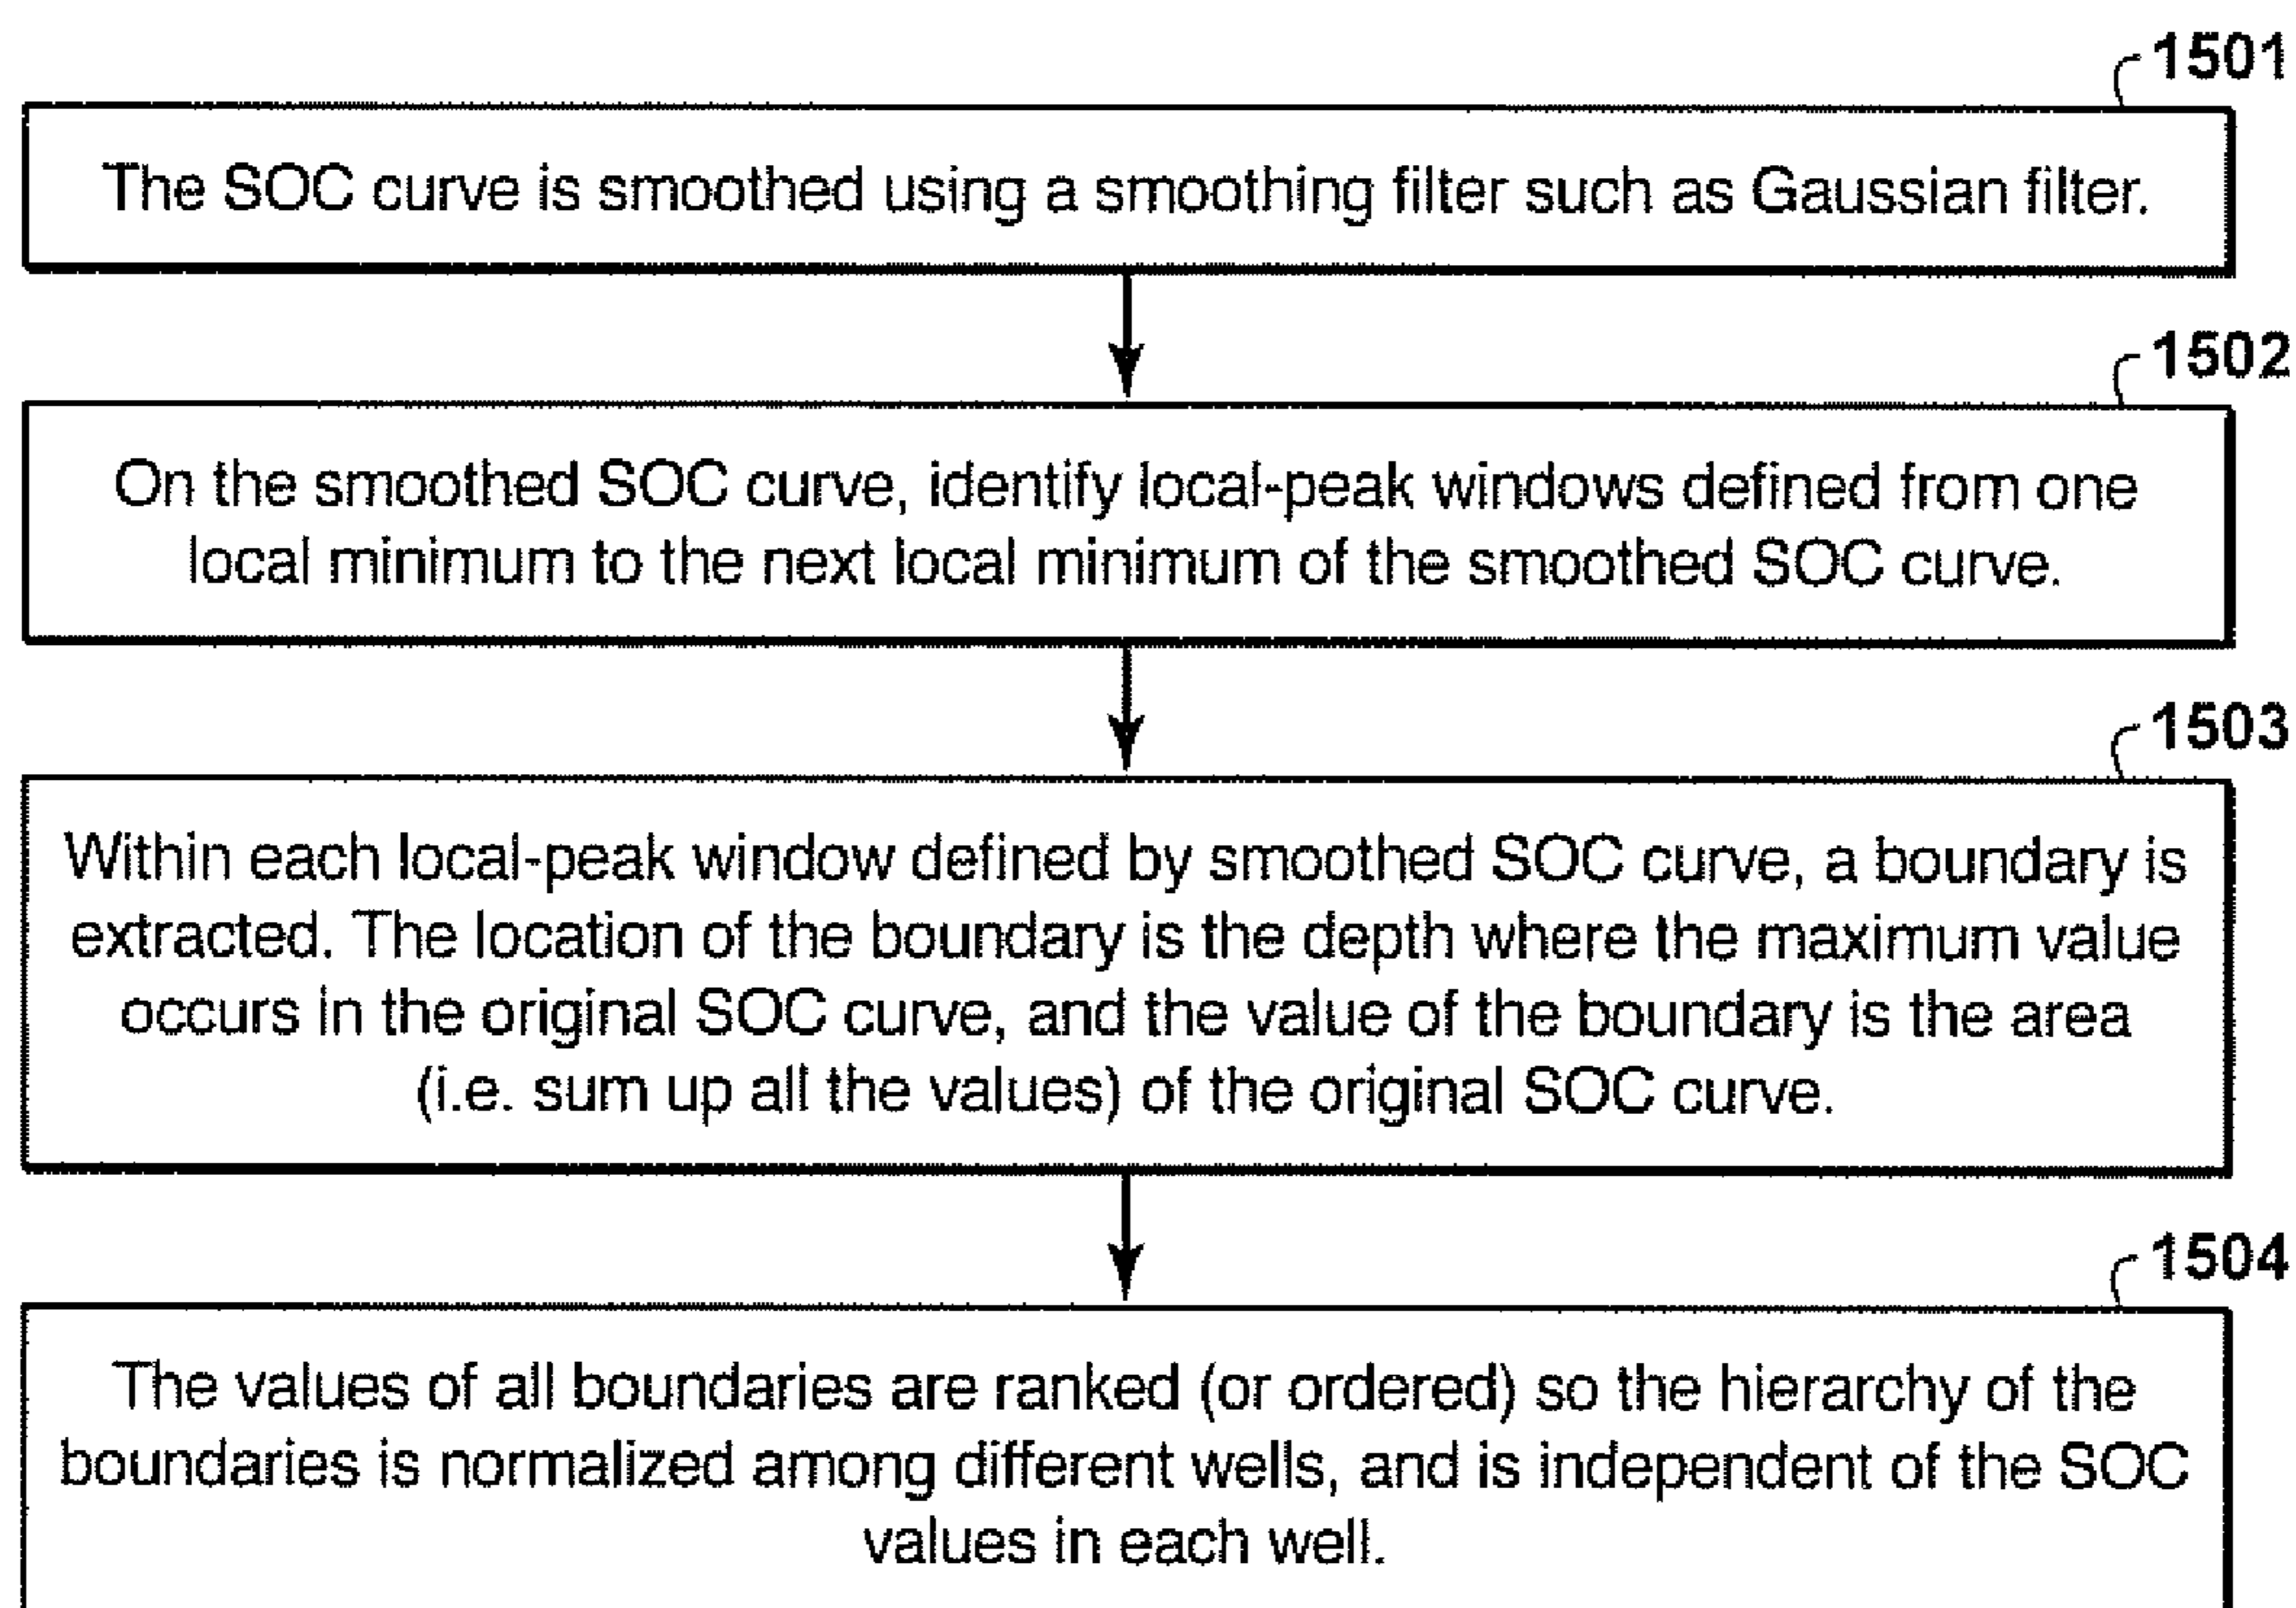 1501
The SOC curve is smoothed using a smoothing filter such as Gaussian filter.
1502
On the smoothed SOC curve, identify local-peak windows defined from one
local minimum to the next local minimum of the smoothed SOC curve.
1503
Within each local-peak window defined by smoothed SOC curve, a boundary is
extracted. The location of the boundary is the depth where the maximum value
occurs in the original SOC curve, and the value of the boundary is the area
(i.e. sum up all the values) of the original SOC curve.
1504
The values of all boundaries are ranked (or ordered) so the hierarchy of the
boundaries is normalized among different wells, and is independent of the SOC
values in each well.